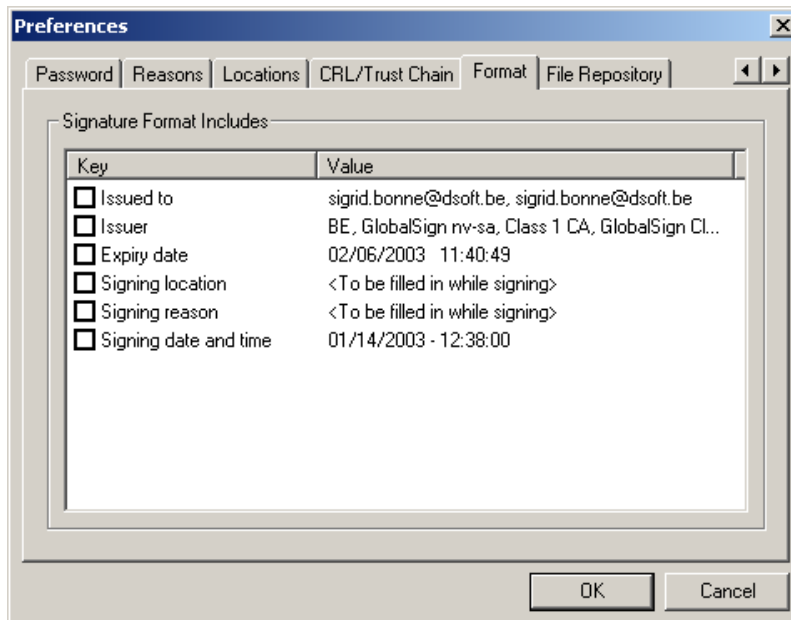 Preferences
Password Reasons Locations CRL/Trust Chain Format File Repository
Signature Format Includes
Key Value
Issued to sigrid.bonne@dsoft.be, sigrid.bonne@dsoft.be
Issuer BE, GlobalSign nv-sa, Class 1 CA, GlobalSign Cl...
Expiry date 02/06/2003 11:40:49
Signing location <To be filled in while signing>
Signing reason <To be filled in while signing>
Signing date and time 01/14/2003 - 12:38:00
OK Cancel